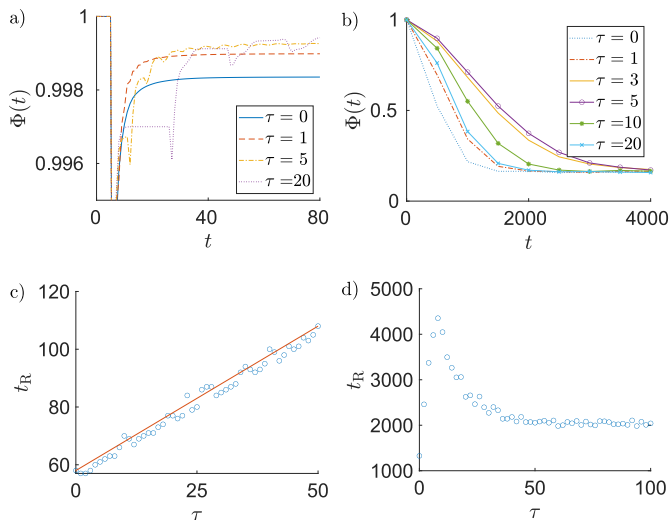 a)
1
0.998
0.996
Φ(t)
τ = 0
τ = 1
τ = 5
τ =20
0
40
80
t
b)
1
0.5
0
Φ(t)
τ = 0
τ = 1
τ = 3
τ = 5
τ =10
τ =20
0
2000
4000
t
c)
120
100
80
60
t_R
0
25
50
τ
d)
5000
4000
3000
2000
1000
t_R
0
50
100
τ